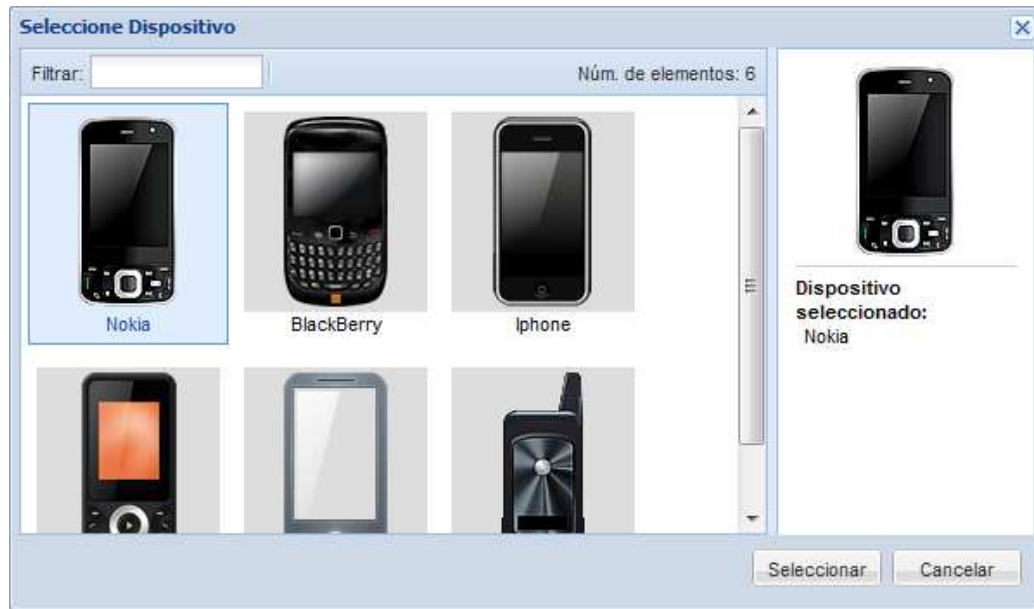 Seleccione Dispositivo
Filtrar:
Núm. de elementos: 6
Nokia
BlackBerry
Iphone
Dispositivo
seleccionado:
Nokia
Seleccionar
Cancelar